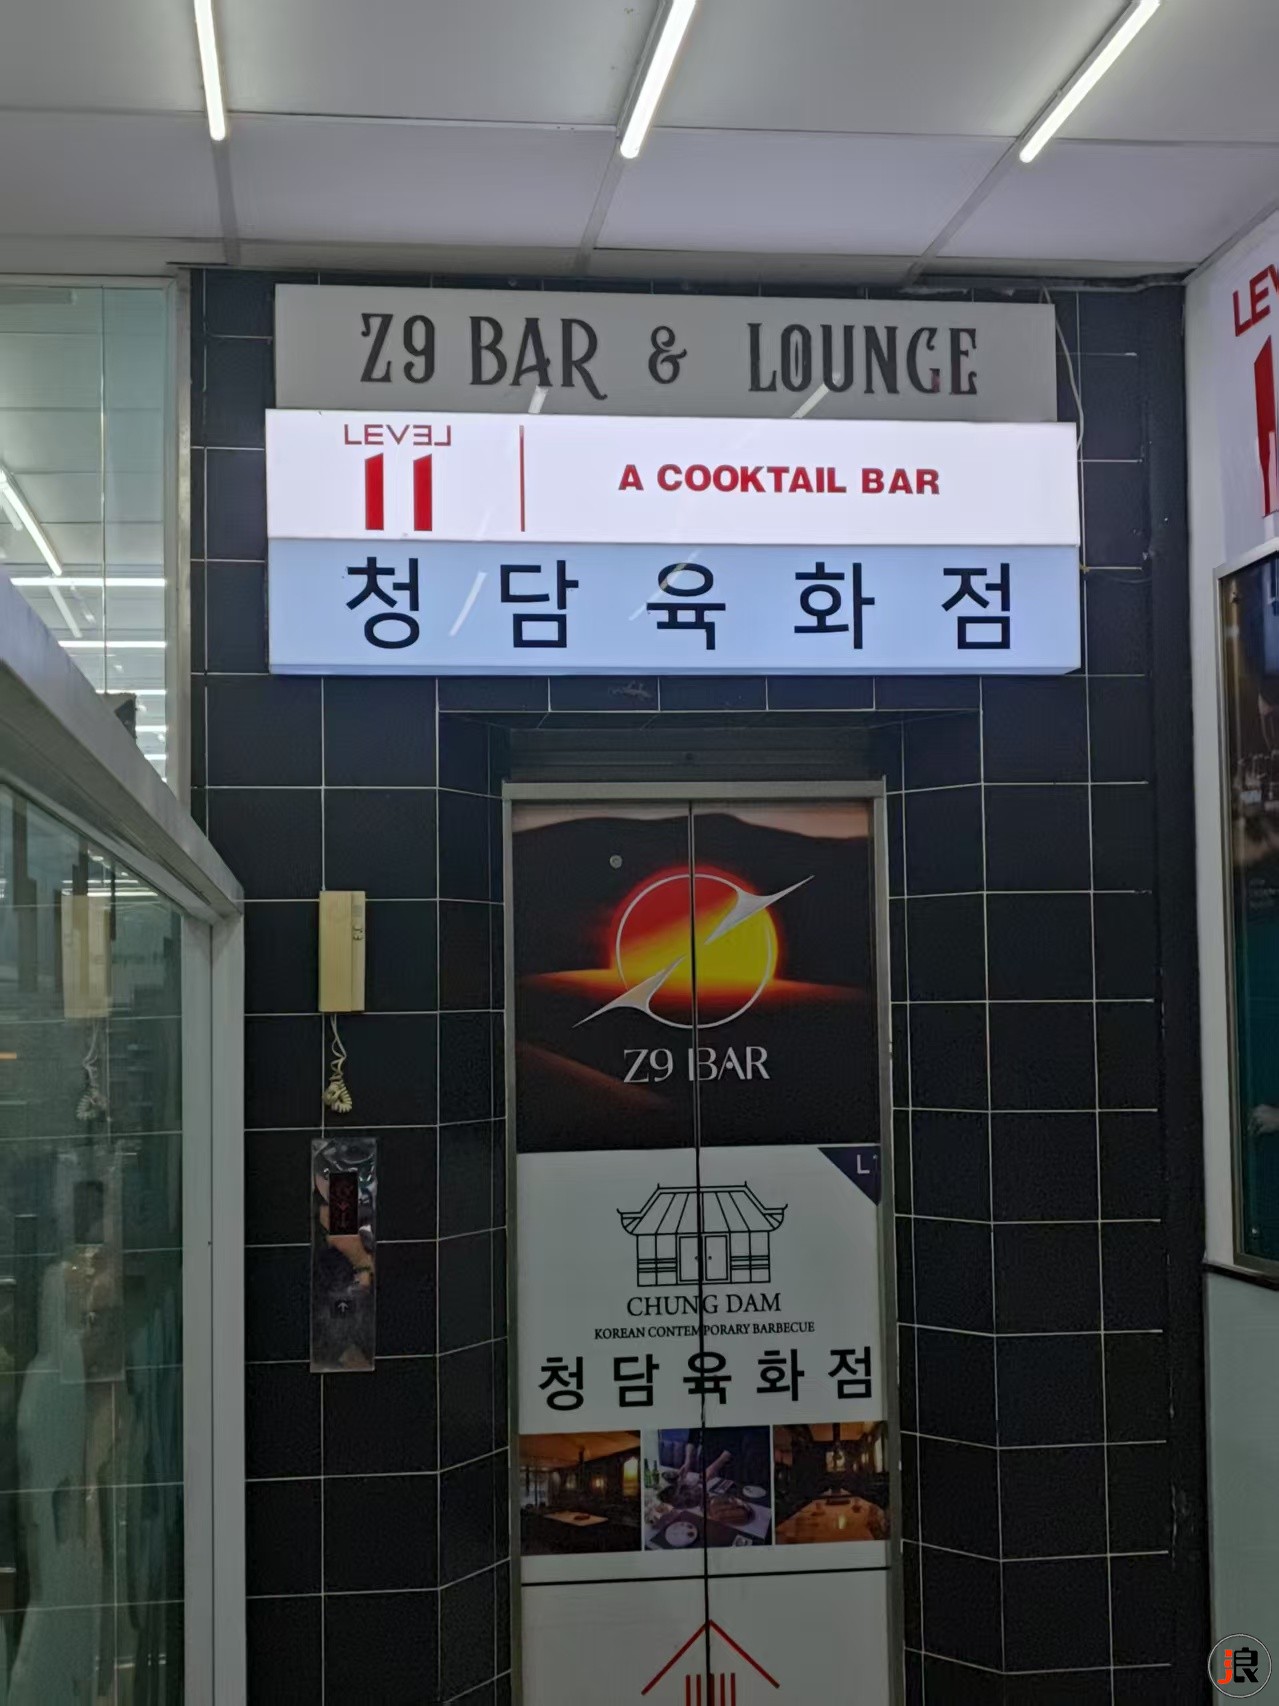 Z9 BAR & LOUNGE
LEVEL
11
A COOKTAIL BAR
청담육화점
Z9 BAR
CHUNG DAM
KOREAN CONTEMPORARY BARBECUE
청담육화점
浪